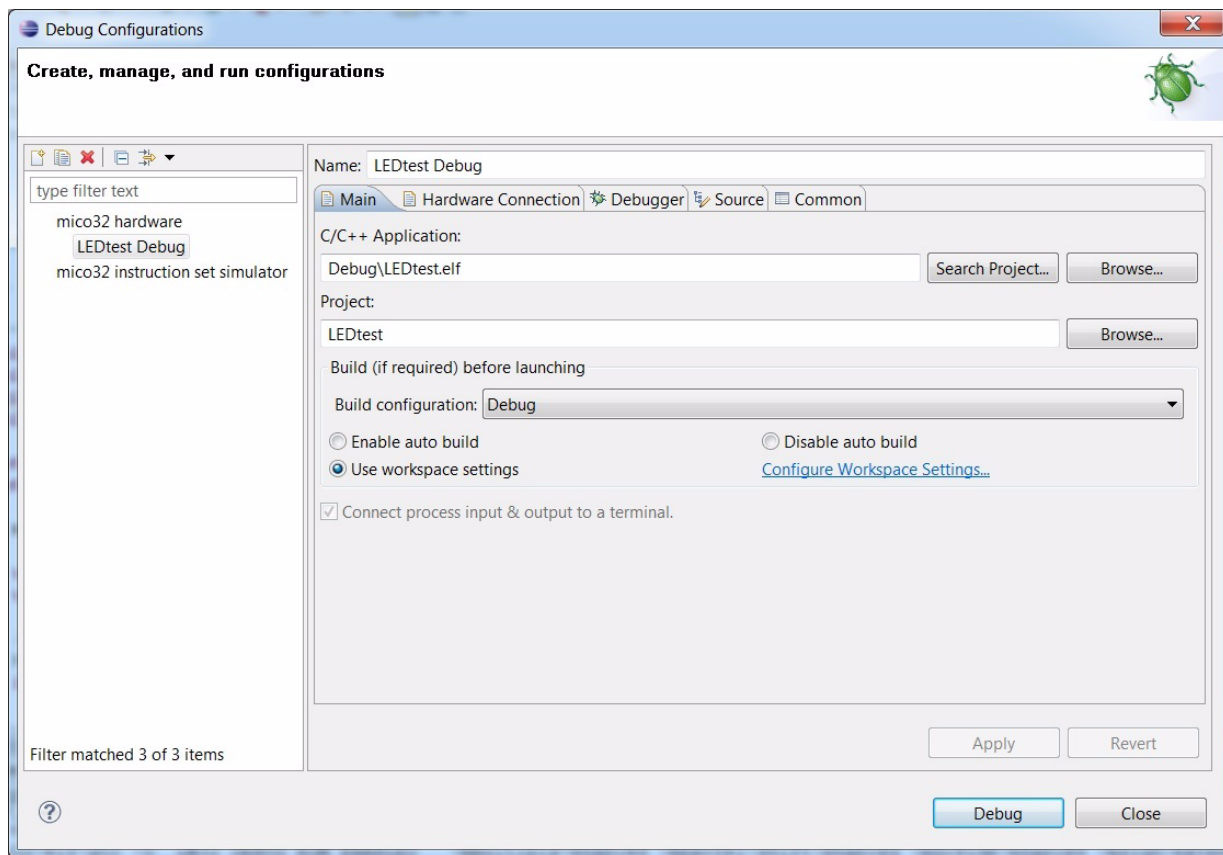 Debug Configurations
X
Create, manage, and run configurations
type filter text
mico32 hardware
LEDtest Debug
mico32 instruction set simulator
Filter matched 3 of 3 items
Name: LEDtest Debug
Main Hardware Connection Debugger Source Common
C/C++ Application:
Debug\LEDtest.elf Search Project... Browse...
Project:
LEDtest Browse...
Build (if required) before launching
Build configuration: Debug
Enable auto build Disable auto build
Use workspace settings Configure Workspace Settings...
Connect process input & output to a terminal.
Apply Revert
? Debug Close